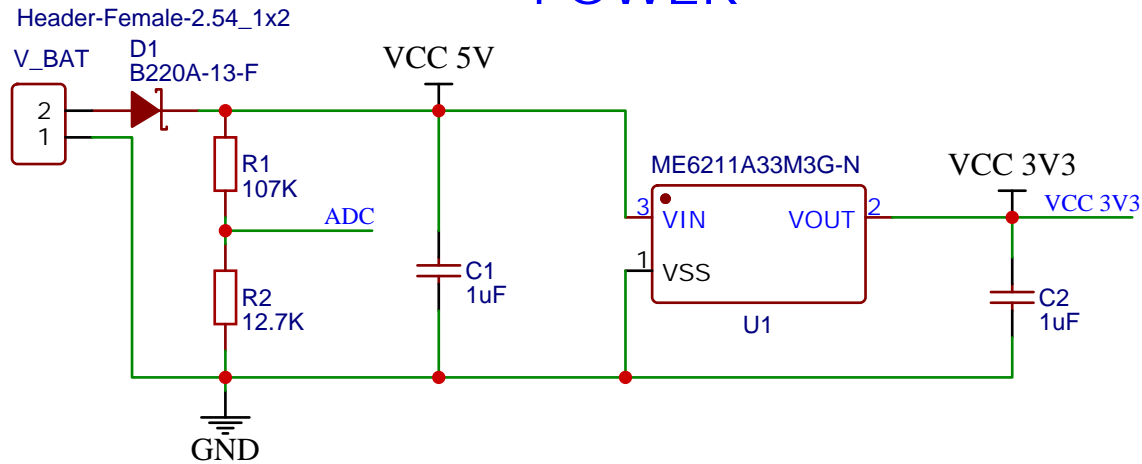 POWER
Header-Female-2.54_1x2
V_BAT
D1
B220A-13-F
VCC 5V
2
1
R1
107K
ADC
R2
12.7K
C1
1uF
ME6211A33M3G-N
3
VIN
VOUT
2
1
VSS
U1
VCC 3V3
VCC 3V3
C2
1uF
GND